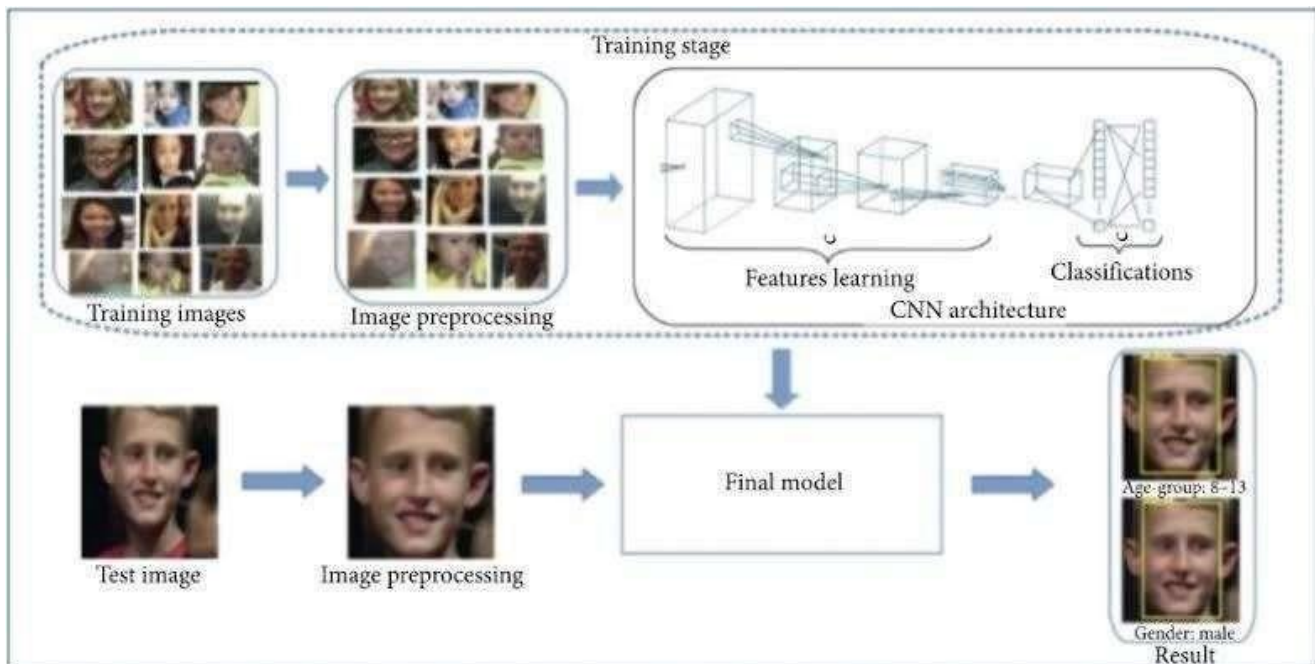 Training stage
Training images
Image preprocessing
Features learning
Classifications
CNN architecture
Test image
Image preprocessing
Final model
Age-group: 8–13
Gender: male
Result